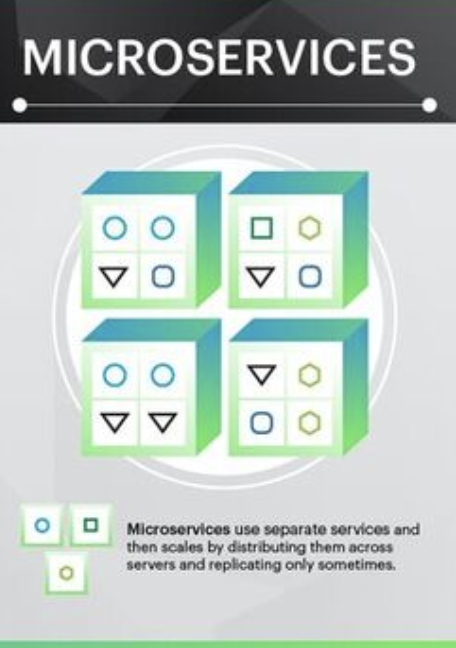 MICROSERVICES
Microservices use separate services and
then scales by distributing them across
servers and replicating only sometimes.